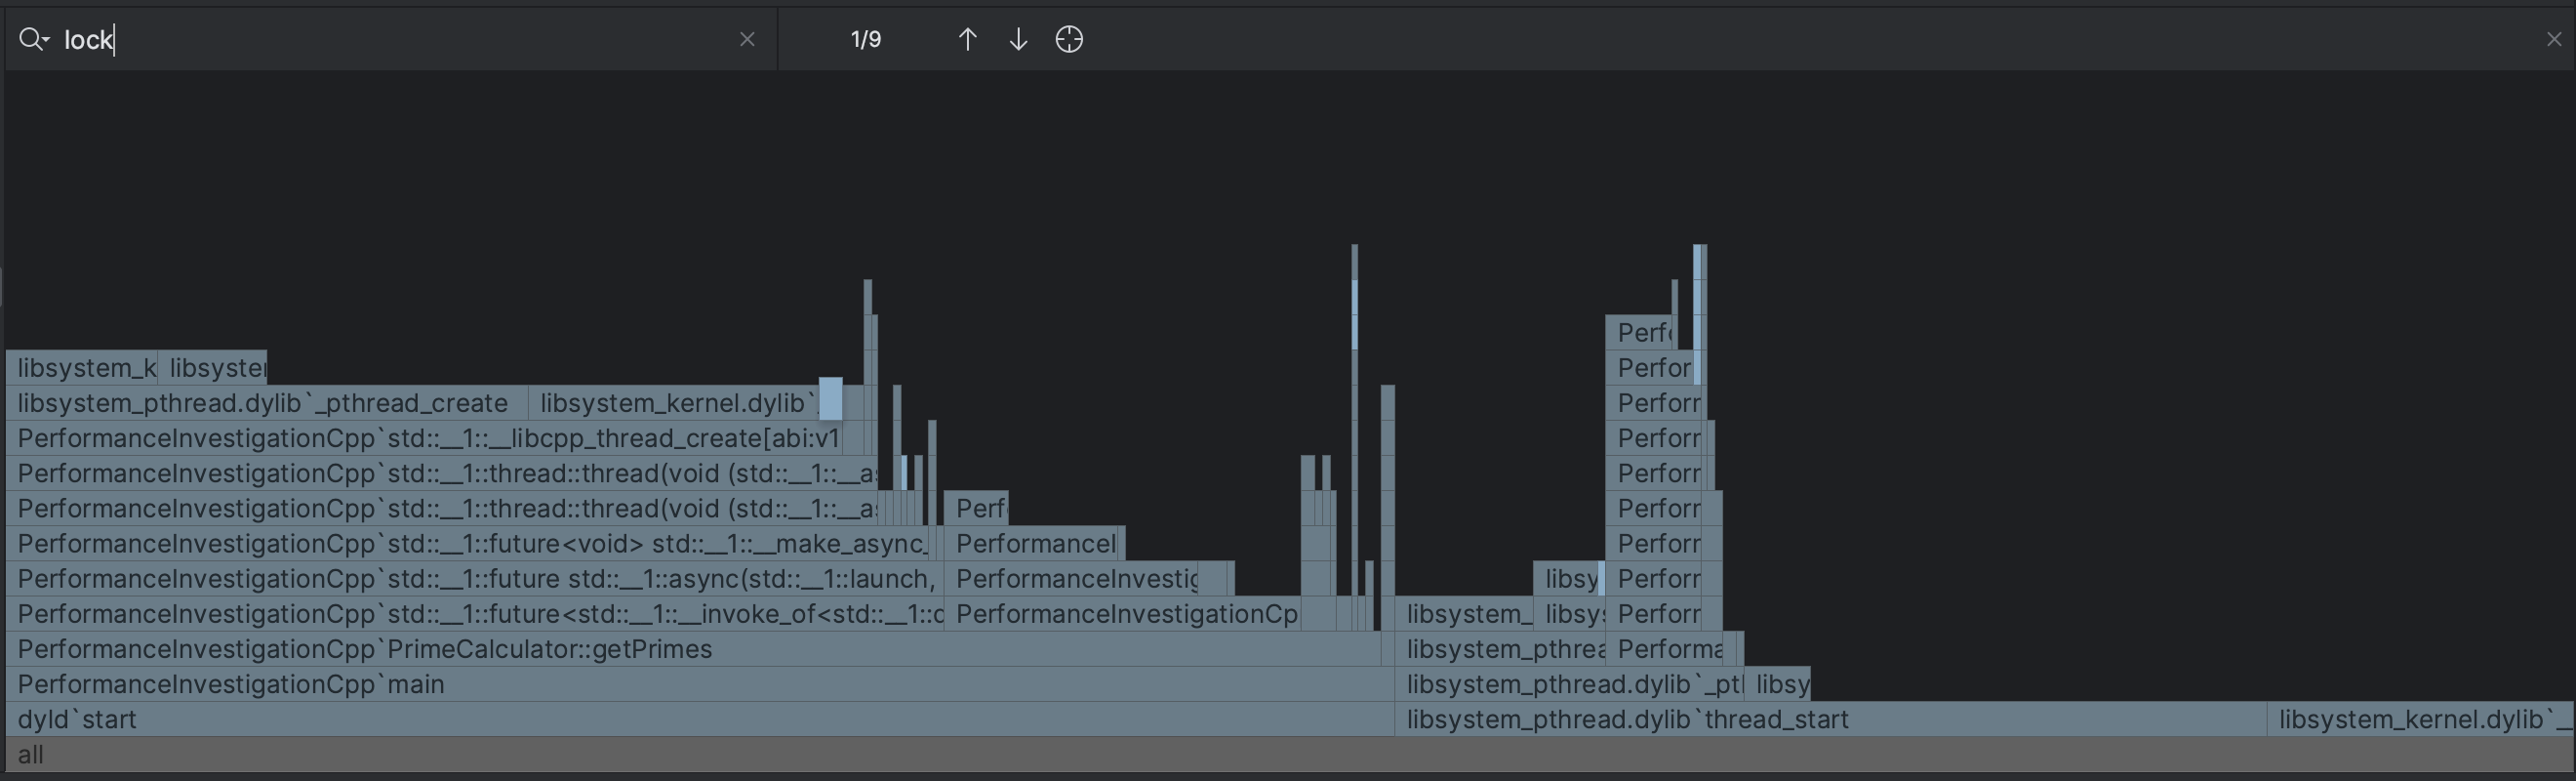 lock
1/9
Perf
libsystem_k libsyste Perfor
libsystem_pthread.dylib`_pthread_create libsystem_kernel.dylib` Perforr
PerformanceInvestigationCpp`std::__1::__libcpp_thread_create[abi:v1 Perforr
PerformanceInvestigationCpp`std::__1::thread::thread(void (std::__1::__a Perforr
PerformanceInvestigationCpp`std::__1::thread::thread(void (std::__1::__a Perf Perforr
PerformanceInvestigationCpp`std::__1::future<void> std::__1::__make_async_ PerformanceI Perforr
PerformanceInvestigationCpp`std::__1::future std::__1::async(std::__1::launch, PerformanceInvestig libsy Perforr
PerformanceInvestigationCpp`std::__1::future<std::__1::__invoke_of<std::__1::d PerformanceInvestigationCp libsystem_ libsys Perforr
PerformanceInvestigationCpp`PrimeCalculator::getPrimes libsystem_pthrea Performa
PerformanceInvestigationCpp`main libsystem_pthread.dylib`_ptl libsy
dyld`start libsystem_pthread.dylib`thread_start libsystem_kernel.dylib`__
all